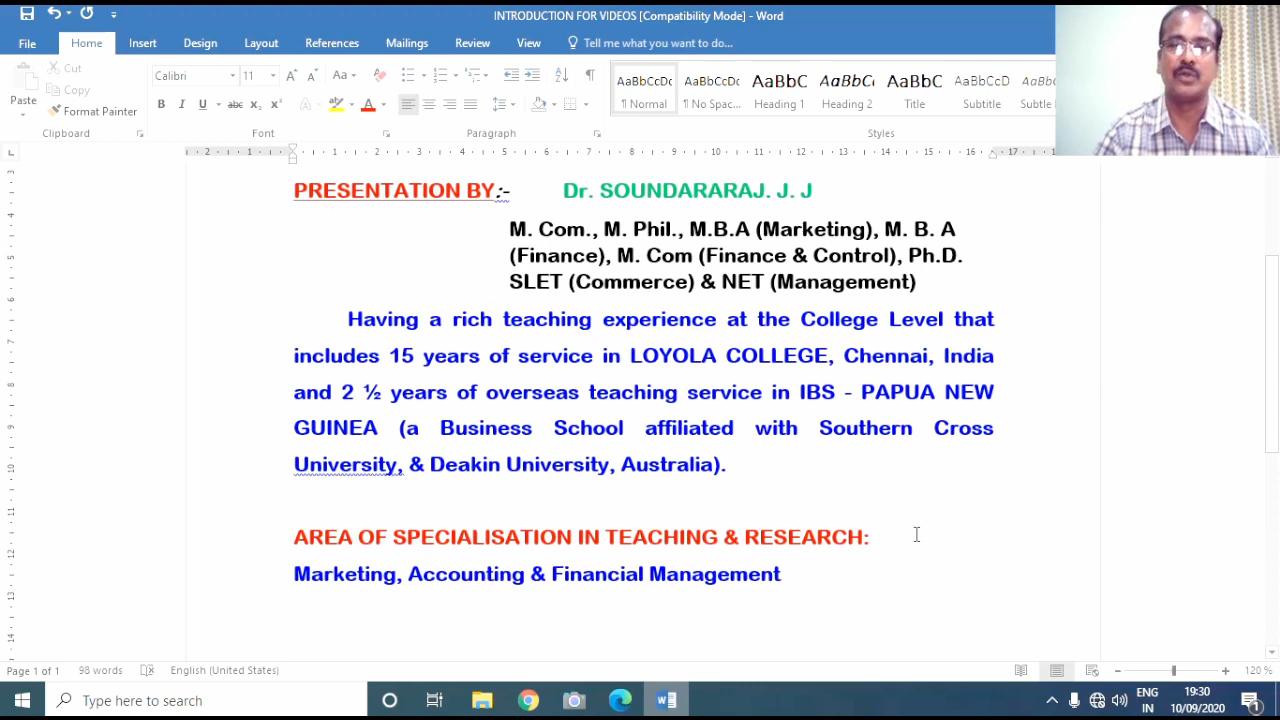 INTRODUCTION FOR VIDEOS [Compatibility Mode] - Word
File Home Insert Design Layout References Mailings Review View Tell me what you want to do...
Cut
Copy
Paste Format Painter
Clipboard
Calibri 11
Font
Paragraph
AaBbCcDc AaBbCcDc AaBbC AaBbCc AaBbC AaBbCcD
¶ Normal ¶ No Spac... Heading 1 Heading 2 Title Subtitle
Styles
PRESENTATION BY:- Dr. SOUNDARARAJ. J. J
M. Com., M. Phil., M.B.A (Marketing), M. B. A
(Finance), M. Com (Finance & Control), Ph.D.
SLET (Commerce) & NET (Management)
Having a rich teaching experience at the College Level that
includes 15 years of service in LOYOLA COLLEGE, Chennai, India
and 2 ½ years of overseas teaching service in IBS - PAPUA NEW
GUINEA (a Business School affiliated with Southern Cross
University, & Deakin University, Australia).
AREA OF SPECIALISATION IN TEACHING & RESEARCH:
Marketing, Accounting & Financial Management
Page 1 of 1 98 words English (United States) 120 %
Type here to search
ENG 19:30
IN 10/09/2020